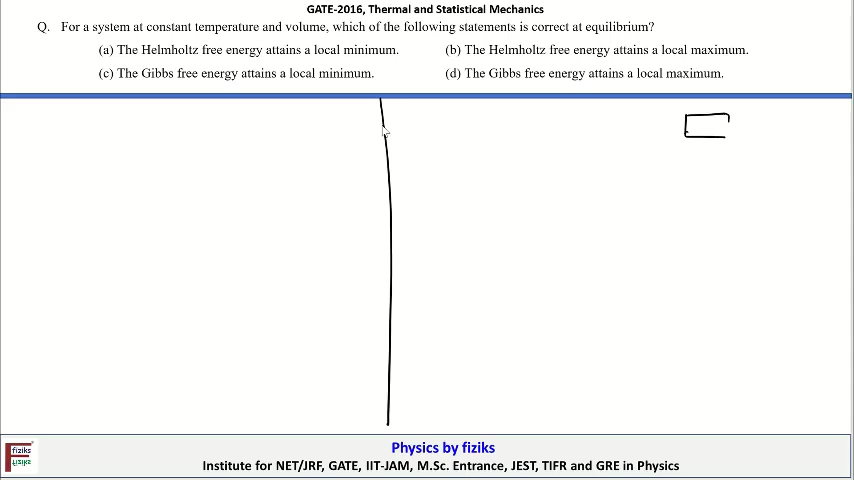 GATE-2016, Thermal and Statistical Mechanics
Q. For a system at constant temperature and volume, which of the following statements is correct at equilibrium?
(a) The Helmholtz free energy attains a local minimum. (b) The Helmholtz free energy attains a local maximum.
(c) The Gibbs free energy attains a local minimum. (d) The Gibbs free energy attains a local maximum.
fiziks
Physics by fiziks
Institute for NET/JRF, GATE, IIT-JAM, M.Sc. Entrance, JEST, TIFR and GRE in Physics